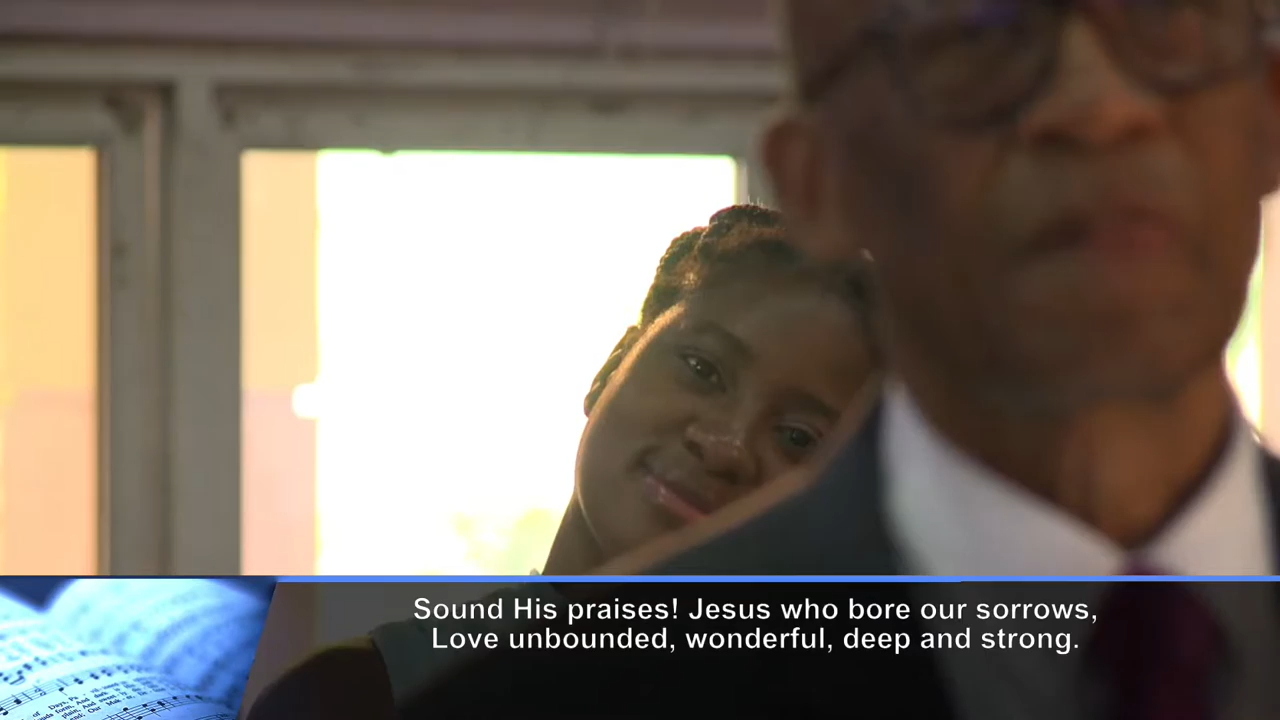 Sound His praises! Jesus who bore our sorrows,
Love unbounded, wonderful, deep and strong.